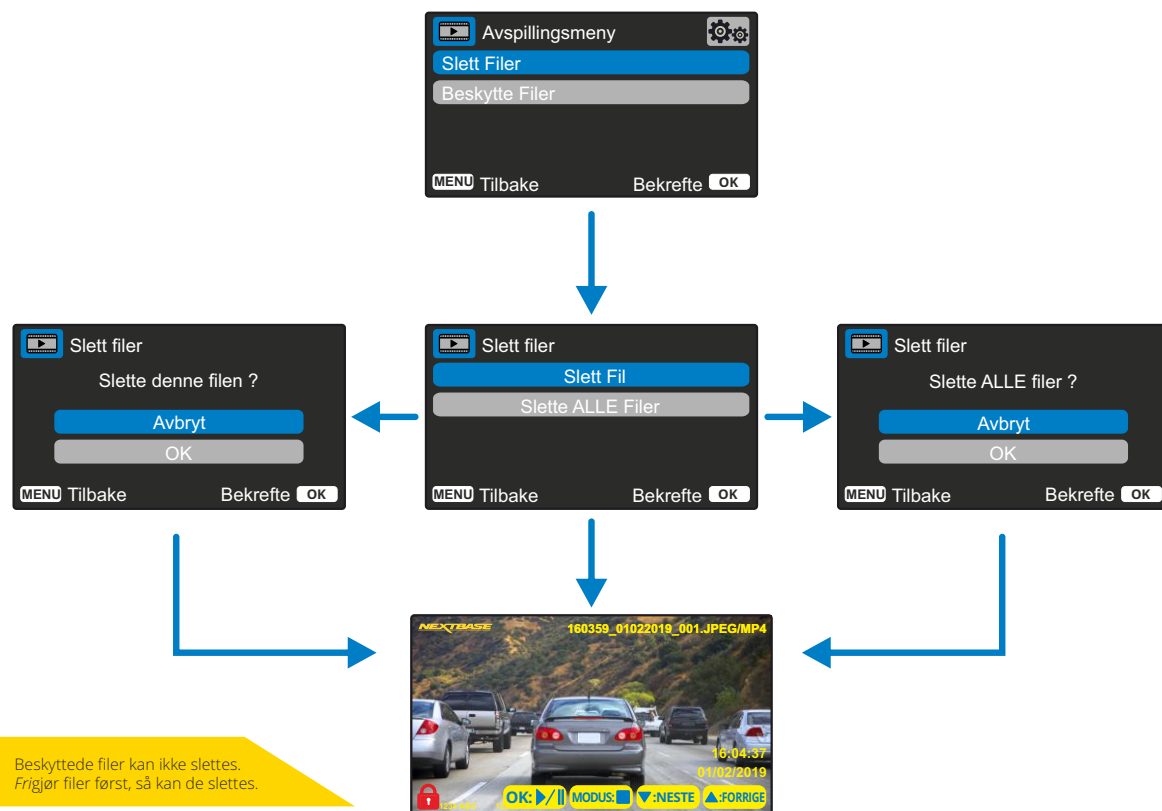 Avspillingsmeny
Slett Filer
Beskytte Filer
MENU Tilbake Bekrefte OK
Slett filer
Slette denne filen ?
Avbryt
OK
MENU Tilbake Bekrefte OK
Slett filer
Slett Fil
Slette ALLE Filer
MENU Tilbake Bekrefte OK
Slett filer
Slette ALLE filer ?
Avbryt
OK
MENU Tilbake Bekrefte OK
NEXTBASE 160359_01022019_001.JPEG/MP4
16:04:37
01/02/2019
OK: MODUS: :NESTE :FORRIGE
Beskyttede filer kan ikke slettes.
Frigjør filer først, så kan de slettes.